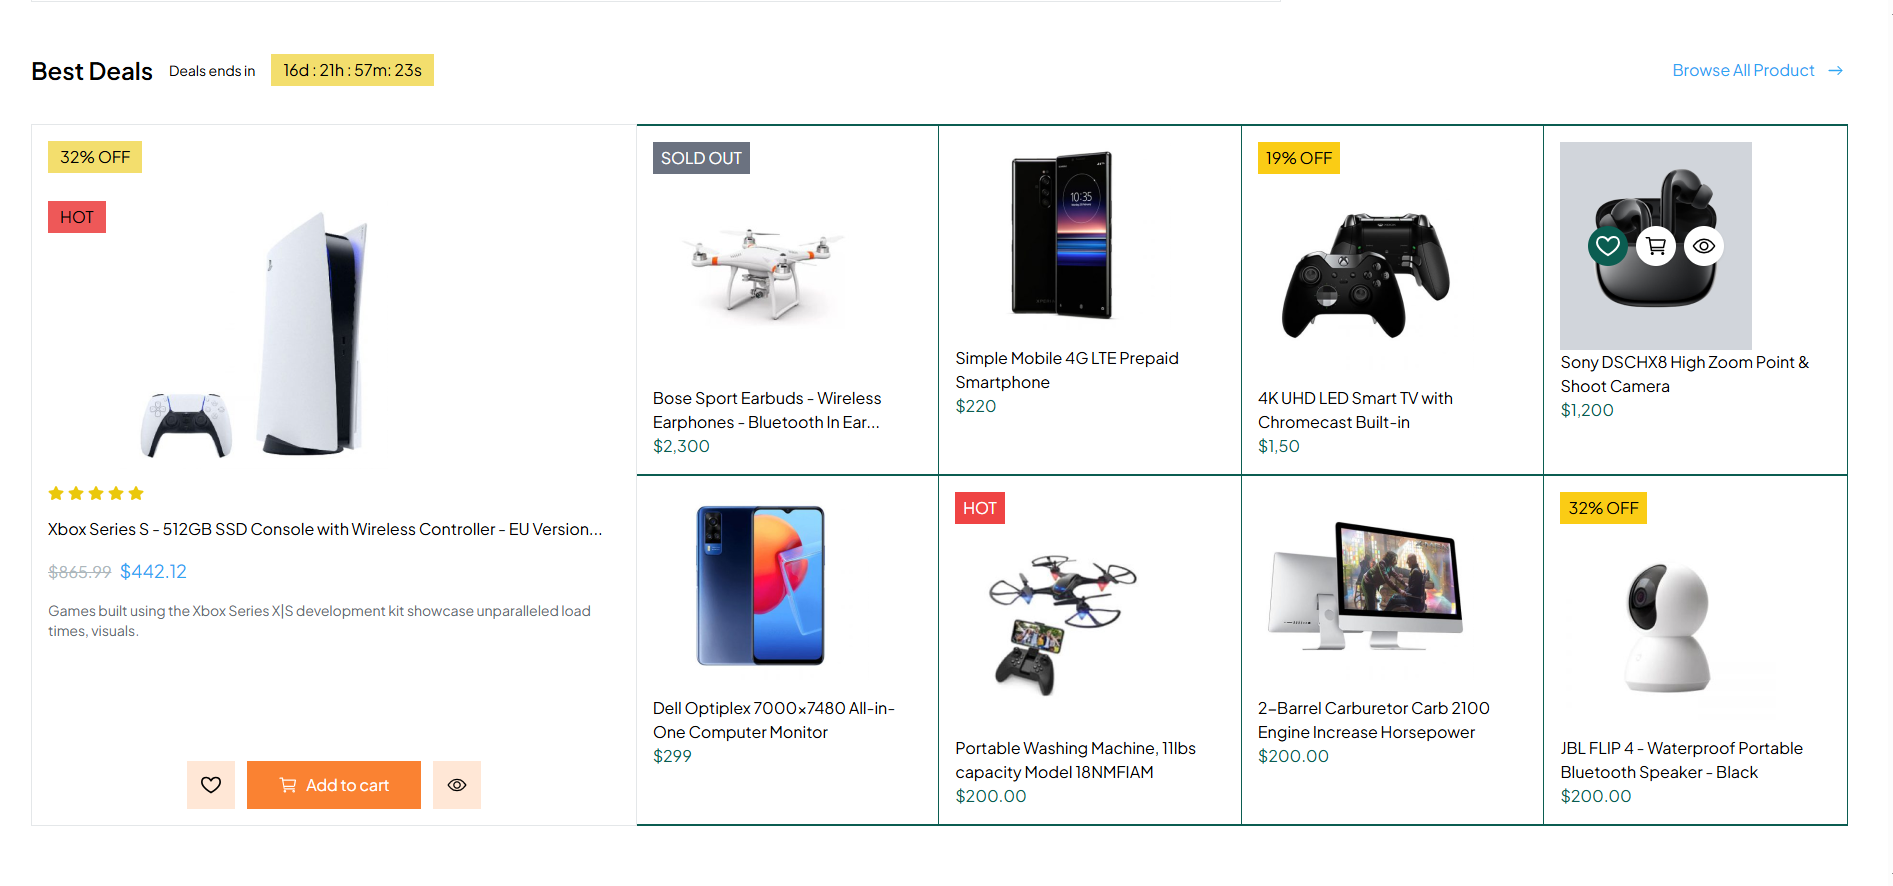 Best Deals
Deals ends in
16d : 21h : 57m: 23s
Browse All Product
32% OFF
HOT
Xbox Series S - 512GB SSD Console with Wireless Controller - EU Version...
$865.99 $442.12
Games built using the Xbox Series X|S development kit showcase unparalleled load
times, visuals.
Add to cart
SOLD OUT
Bose Sport Earbuds - Wireless
Earphones - Bluetooth In Ear...
$2,300
10:35
Simple Mobile 4G LTE Prepaid
Smartphone
$220
19% OFF
4K UHD LED Smart TV with
Chromecast Built-in
$1,50
Sony DSCHX8 High Zoom Point &
Shoot Camera
$1,200
Dell Optiplex 7000x7480 All-in-
One Computer Monitor
$299
HOT
Portable Washing Machine, 11lbs
capacity Model 18NMFIAM
$200.00
2-Barrel Carburetor Carb 2100
Engine Increase Horsepower
$200.00
32% OFF
JBL FLIP 4 - Waterproof Portable
Bluetooth Speaker - Black
$200.00